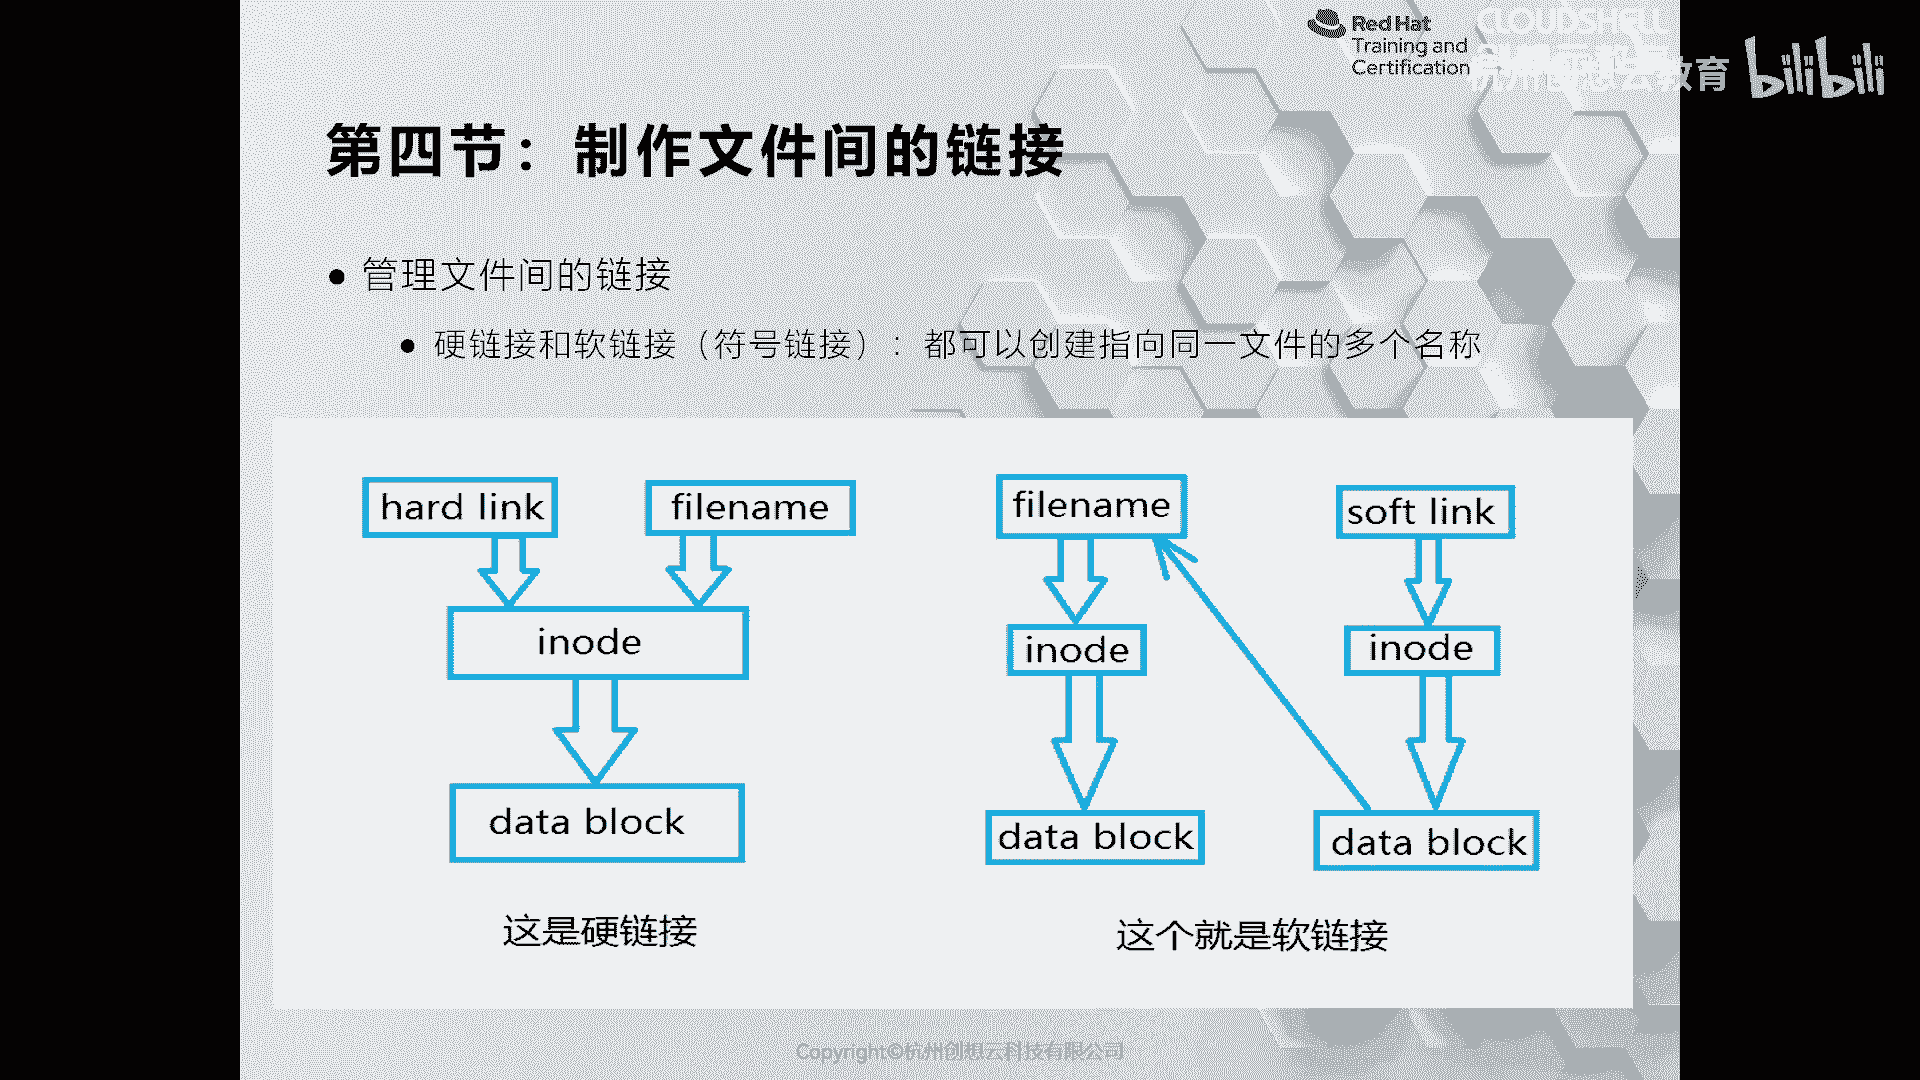 Red Hat
Training and
Certification
CLOUDSHELL
杭州创想云教育
bilibili
第四节：制作文件间的链接
● 管理文件间的链接
● 硬链接和软链接（符号链接）：都可以创建指向同一文件的多个名称
hard link
filename
inode
data block
这是硬链接
filename
soft link
inode
inode
data block
data block
这个就是软链接
Copyright©杭州创想云科技有限公司